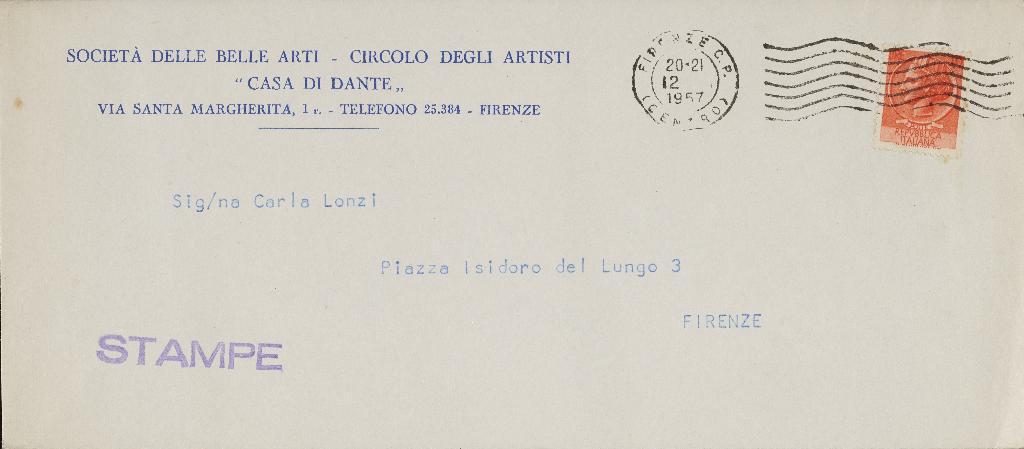 SOCIETÀ DELLE BELLE ARTI - CIRCOLO DEGLI ARTISTI
"CASA DI DANTE„
VIA SANTA MARGHERITA, 1 r. - TELEFONO 25.384 - FIRENZE
FIRENZE C.P.
20-21
12
1957
(CENTRO)
POSTE
REPUBBLICA
ITALIANA
Sig/na Carla Lonzi
Piazza Isidoro del Lungo 3
FIRENZE
STAMPE